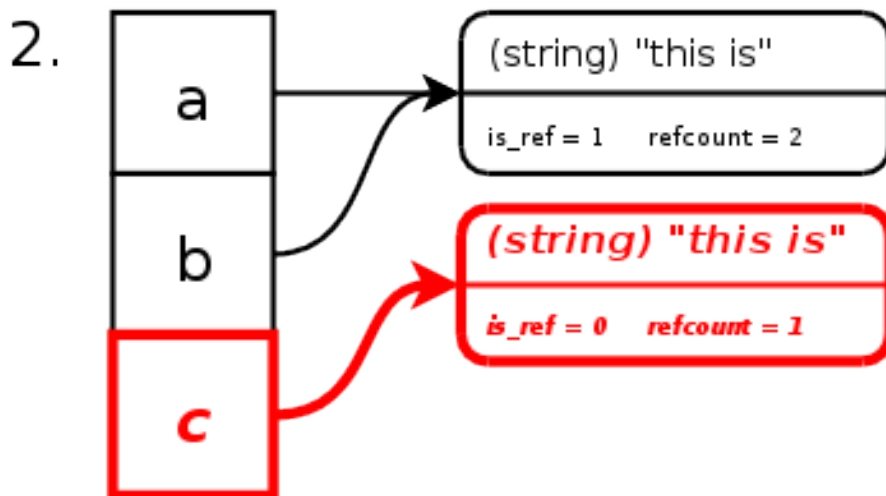 2.
a
(string) "this is"
is_ref = 1 refcount = 2
b
(string) "this is"
is_ref = 0 refcount = 1
c